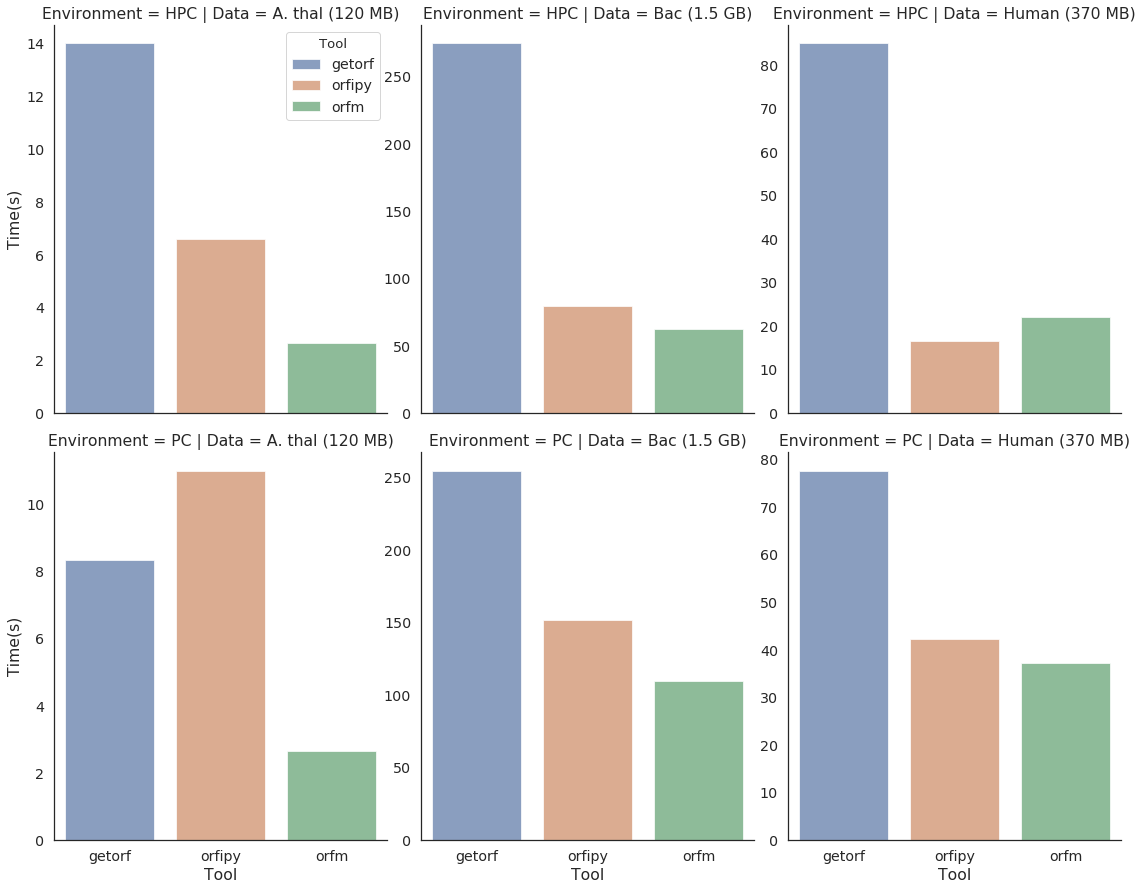 Environment = HPC | Data = A. thal (120 MB)
14
12
10
8
6
4
2
0
Time(s)
Tool
getorf
orfipy
orfm
Environment = HPC | Data = Bac (1.5 GB)
250
200
150
100
50
0
Environment = HPC | Data = Human (370 MB)
80
70
60
50
40
30
20
10
0
Environment = PC | Data = A. thal (120 MB)
10
8
6
4
2
0
Time(s)
getorf orfipy orfm
Tool
Environment = PC | Data = Bac (1.5 GB)
250
200
150
100
50
0
getorf orfipy orfm
Tool
Environment = PC | Data = Human (370 MB)
80
70
60
50
40
30
20
10
0
getorf orfipy orfm
Tool